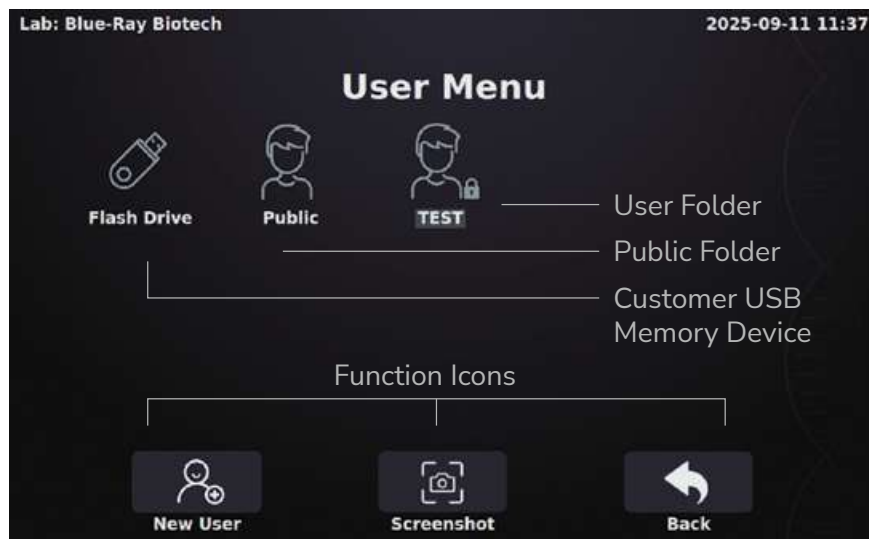 Lab: Blue-Ray Biotech
2025-09-11 11:37
User Menu
Flash Drive
Public
TEST
User Folder
Public Folder
Customer USB
Memory Device
Function Icons
New User
Screenshot
Back